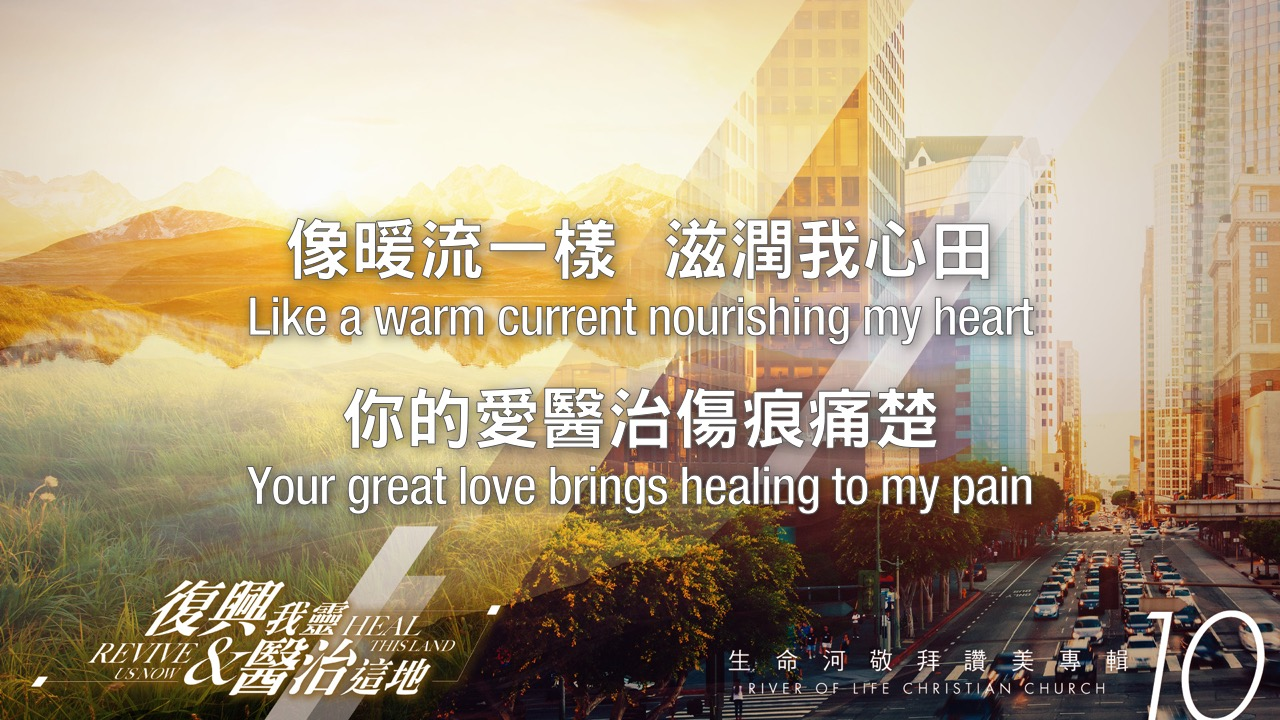 像暖流一樣 滋潤我心田
Like a warm current nourishing my heart
你的愛醫治傷痕痛楚
Your great love brings healing to my pain
復興我靈 HEAL THIS LAND
REVIVE US NOW & 醫治這地
生命河敬拜讚美專輯 10
RIVER OF LIFE CHRISTIAN CHURCH